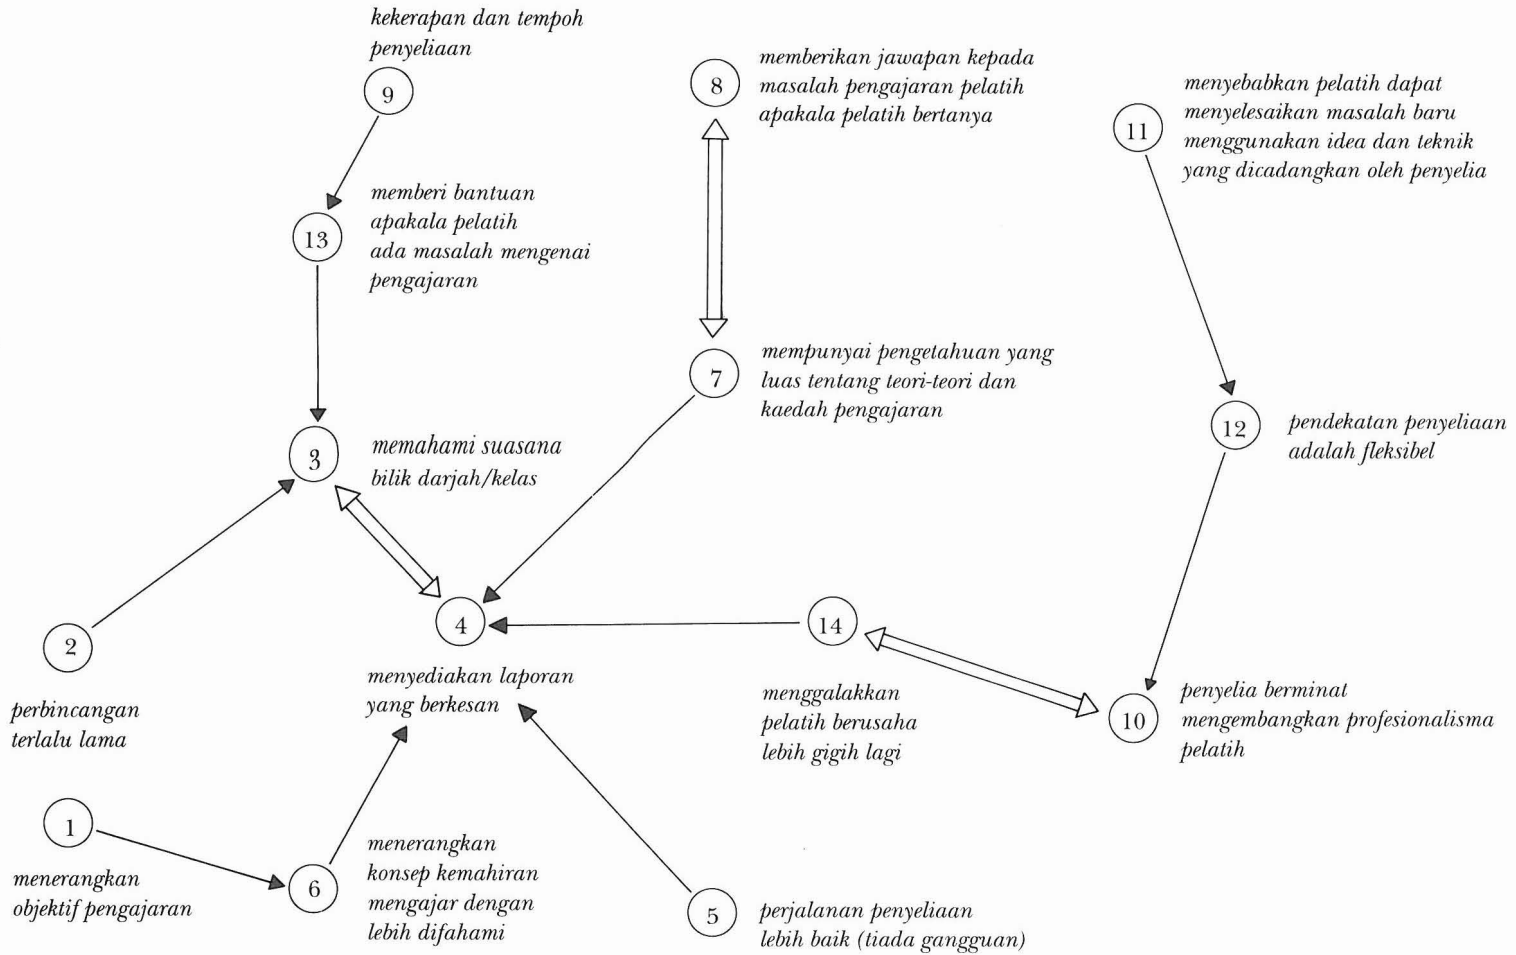 kekerapan dan tempoh
penyeliaan
9
8
memberikan jawapan kepada
masalah pengajaran pelatih
apakala pelatih bertanya
11
menyebabkan pelatih dapat
menyelesaikan masalah baru
menggunakan idea dan teknik
yang dicadangkan oleh penyelia
13
memberi bantuan
apakala pelatih
ada masalah mengenai
pengajaran
7
mempunyai pengetahuan yang
luas tentang teori-teori dan
kaedah pengajaran
12
pendekatan penyeliaan
adalah fleksibel
3
memahami suasana
bilik darjah/kelas
2
perbincangan
terlalu lama
4
menyediakan laporan
yang berkesan
14
menggalakkan
pelatih berusaha
lebih gigih lagi
10
penyelia berminat
mengembangkan profesionalisma
pelatih
1
menerangkan
objektif pengajaran
6
menerangkan
konsep kemahiran
mengajar dengan
lebih difahami
5
perjalanan penyeliaan
lebih baik (tiada gangguan)